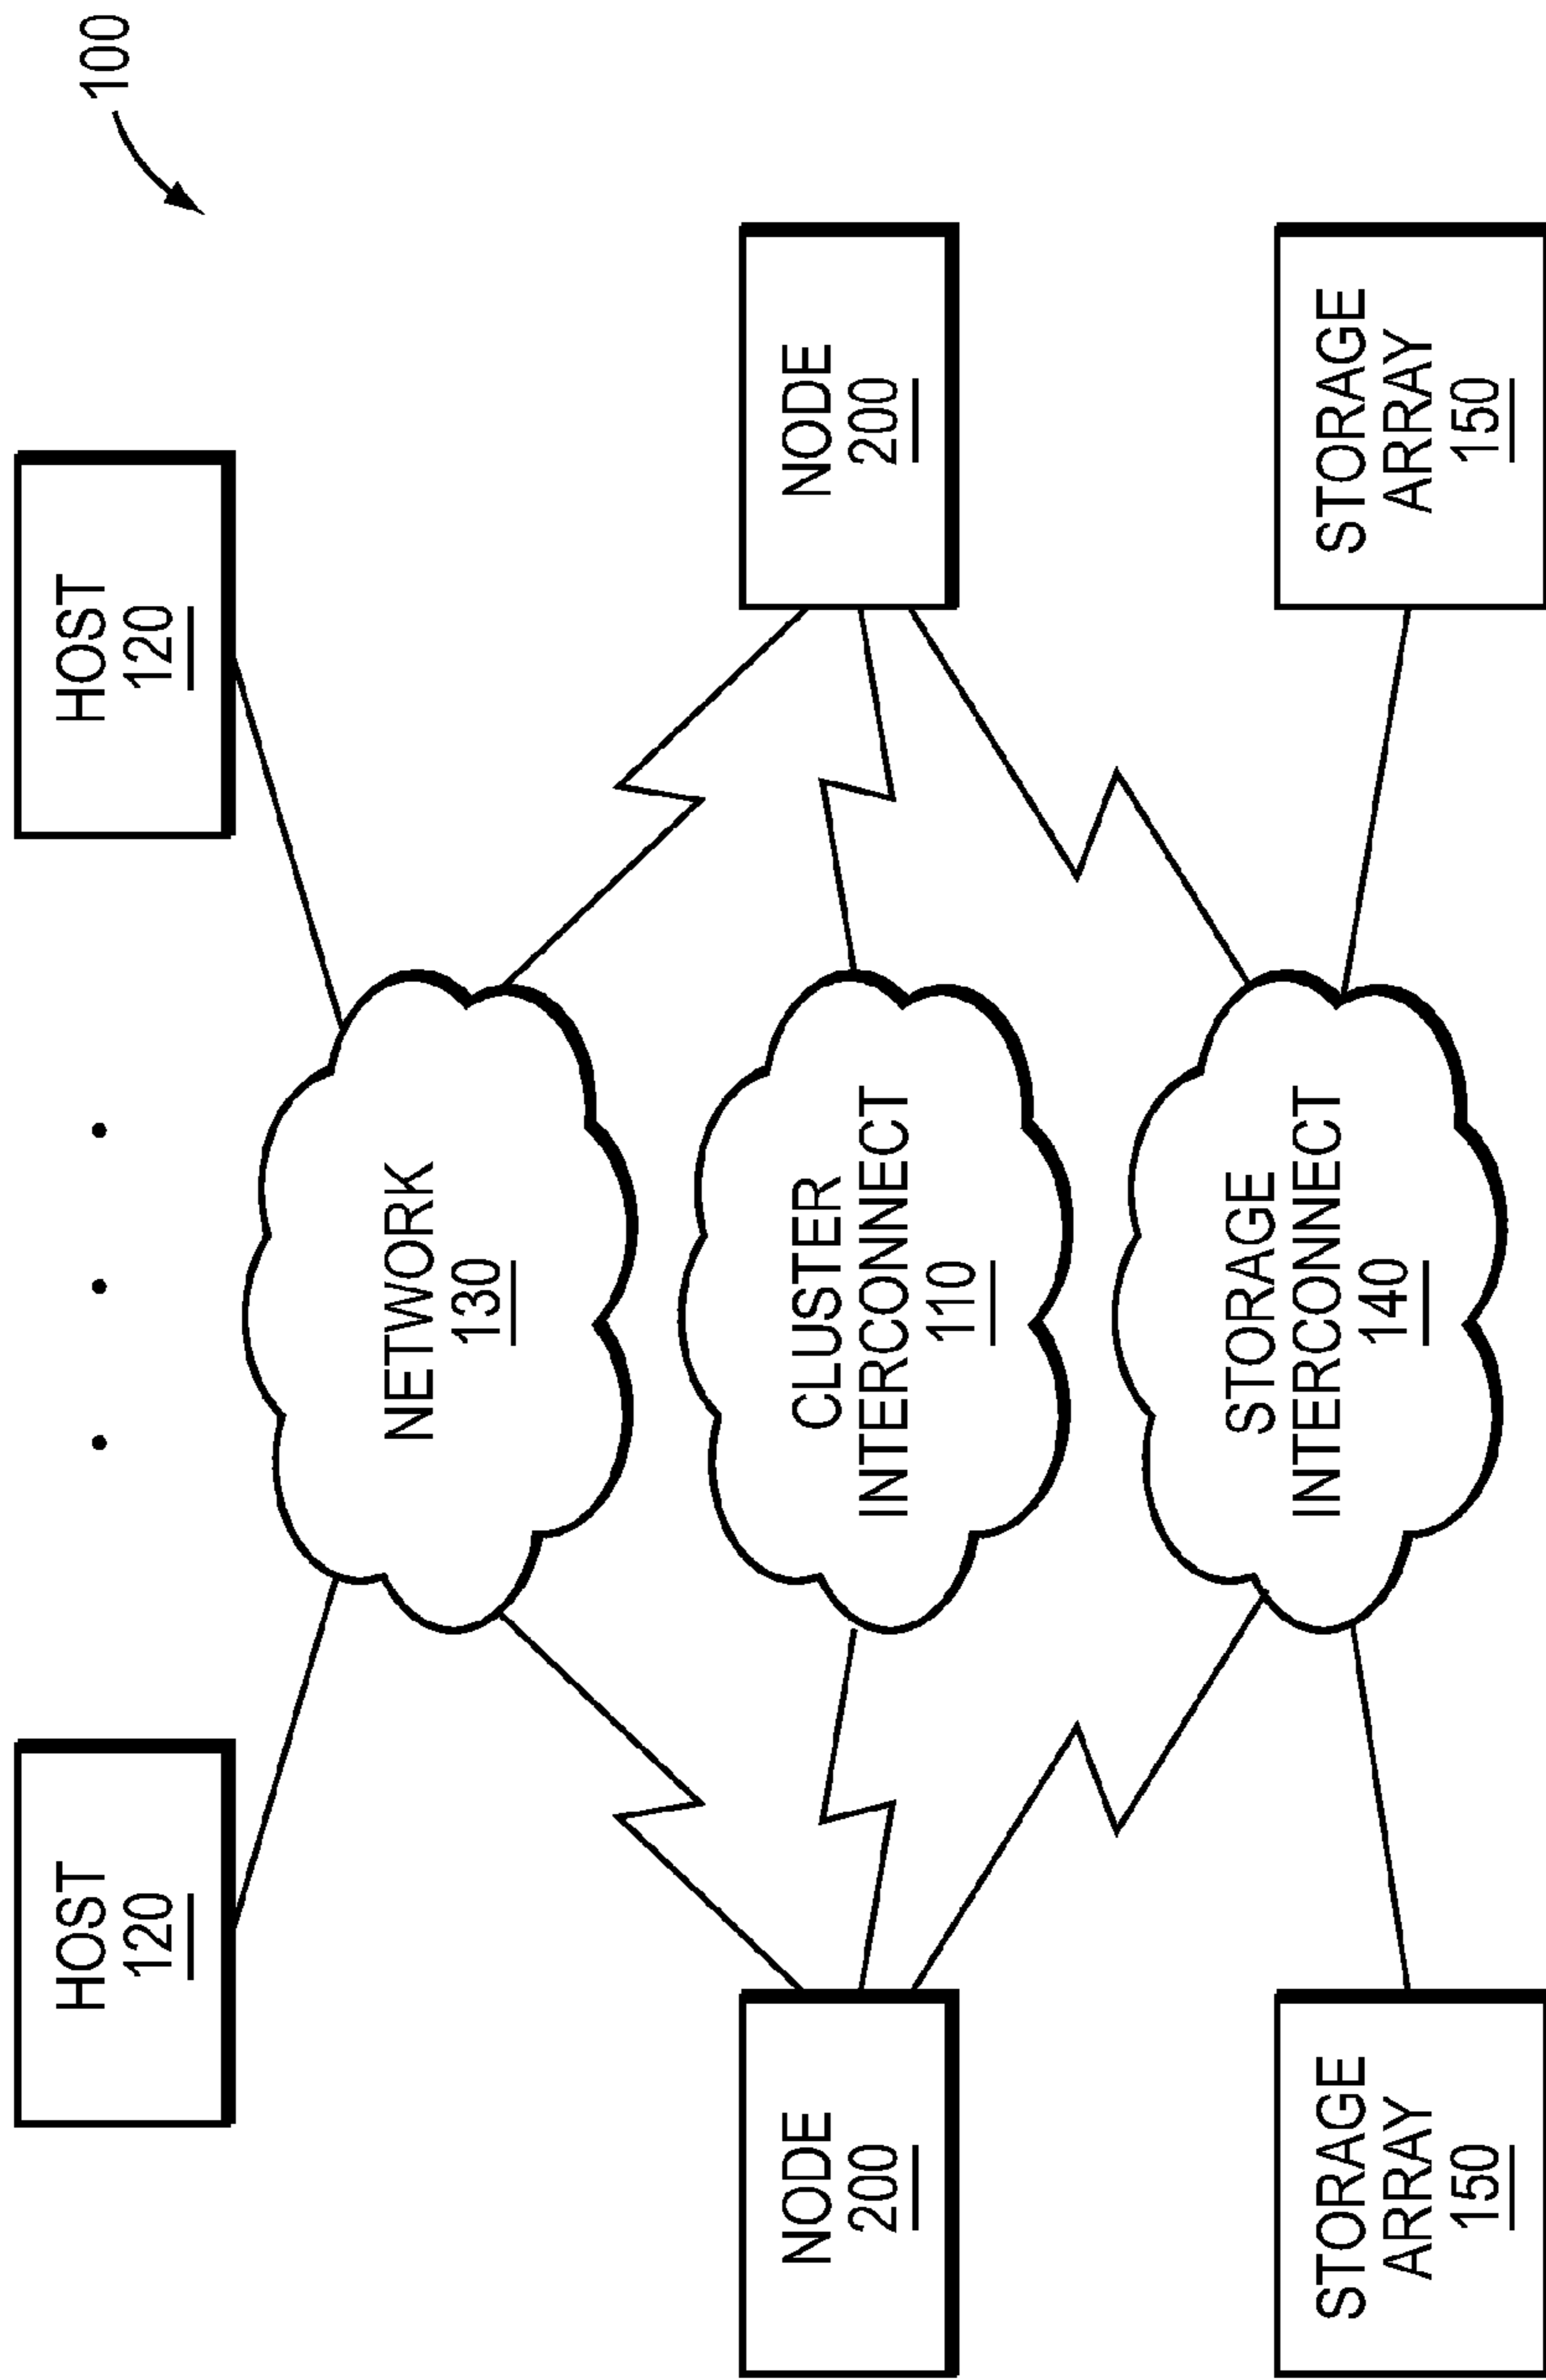 100
HOST
120
HOST
120
NETWORK
130
NODE
200
CLUSTER
INTERCONNECT
110
NODE
200
STORAGE
INTERCONNECT
140
STORAGE
ARRAY
150
STORAGE
ARRAY
150